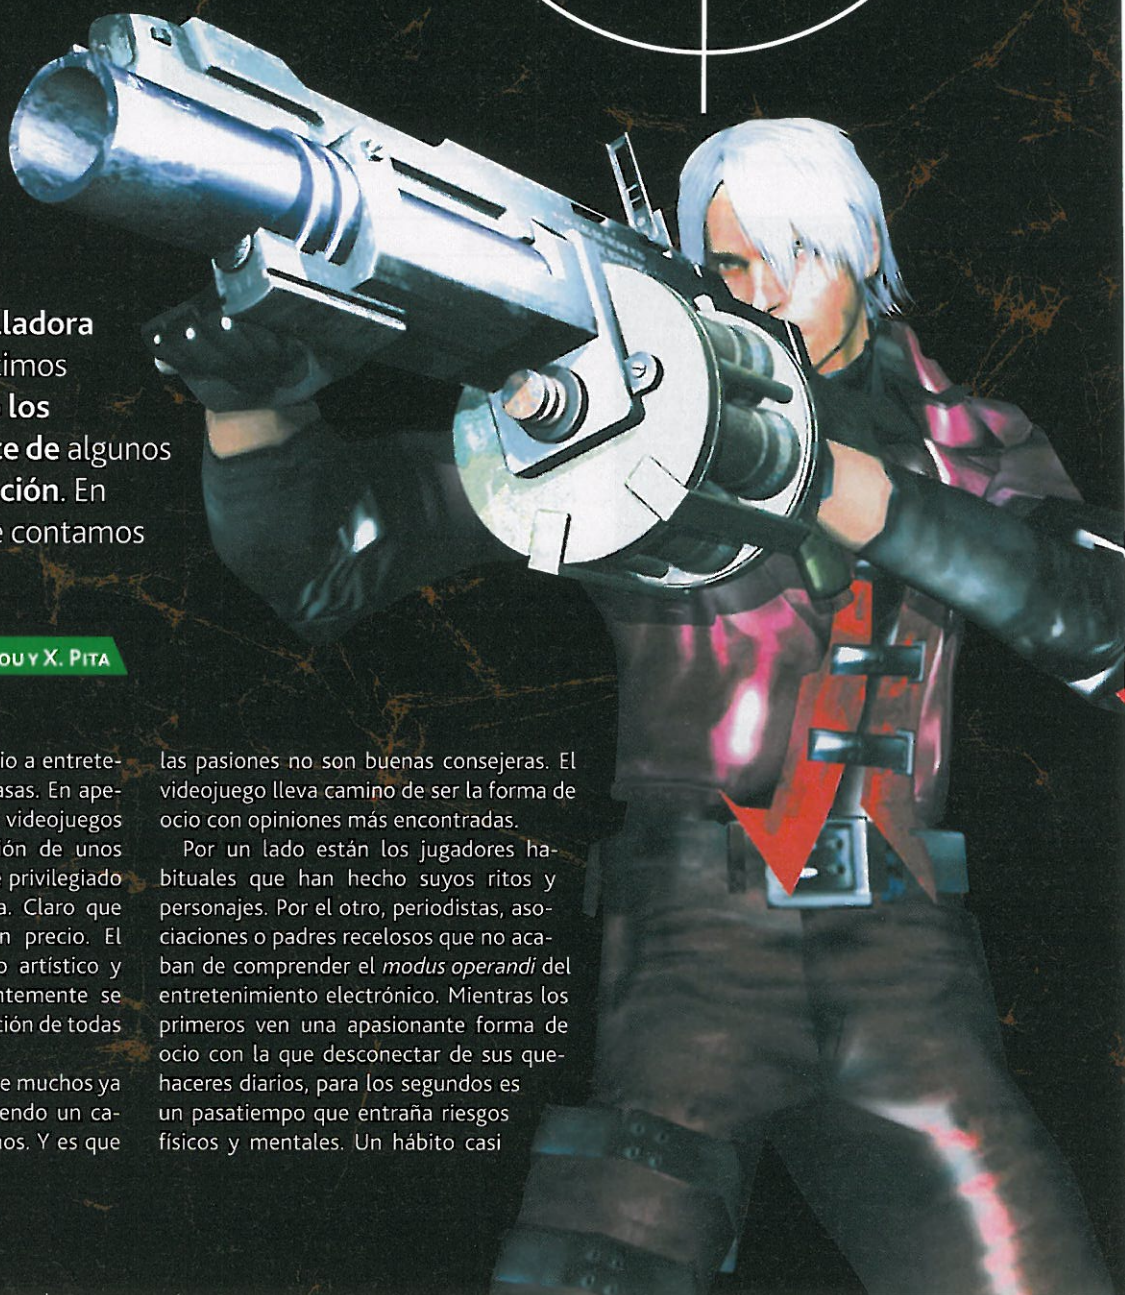 lladora
timos
los
te de algunos
ción. En
e contamos
OU Y X. PITA
io a entrete-
asas. En ape-
videojuegos
ión de unos
e privilegiado
a. Claro que
n precio. El
o artístico y
ntemente se
ción de todas
e muchos ya
endo un ca-
nos. Y es que
las pasiones no son buenas consejeras. El
videojuego lleva camino de ser la forma de
ocio con opiniones más encontradas.
Por un lado están los jugadores ha-
bituales que han hecho suyos ritos y
personajes. Por el otro, periodistas, aso-
ciaciones o padres recelosos que no aca-
ban de comprender el modus operandi del
entretenimiento electrónico. Mientras los
primeros ven una apasionante forma de
ocio con la que desconectar de sus que-
haceres diarios, para los segundos es
un pasatiempo que entraña riesgos
físicos y mentales. Un hábito casi